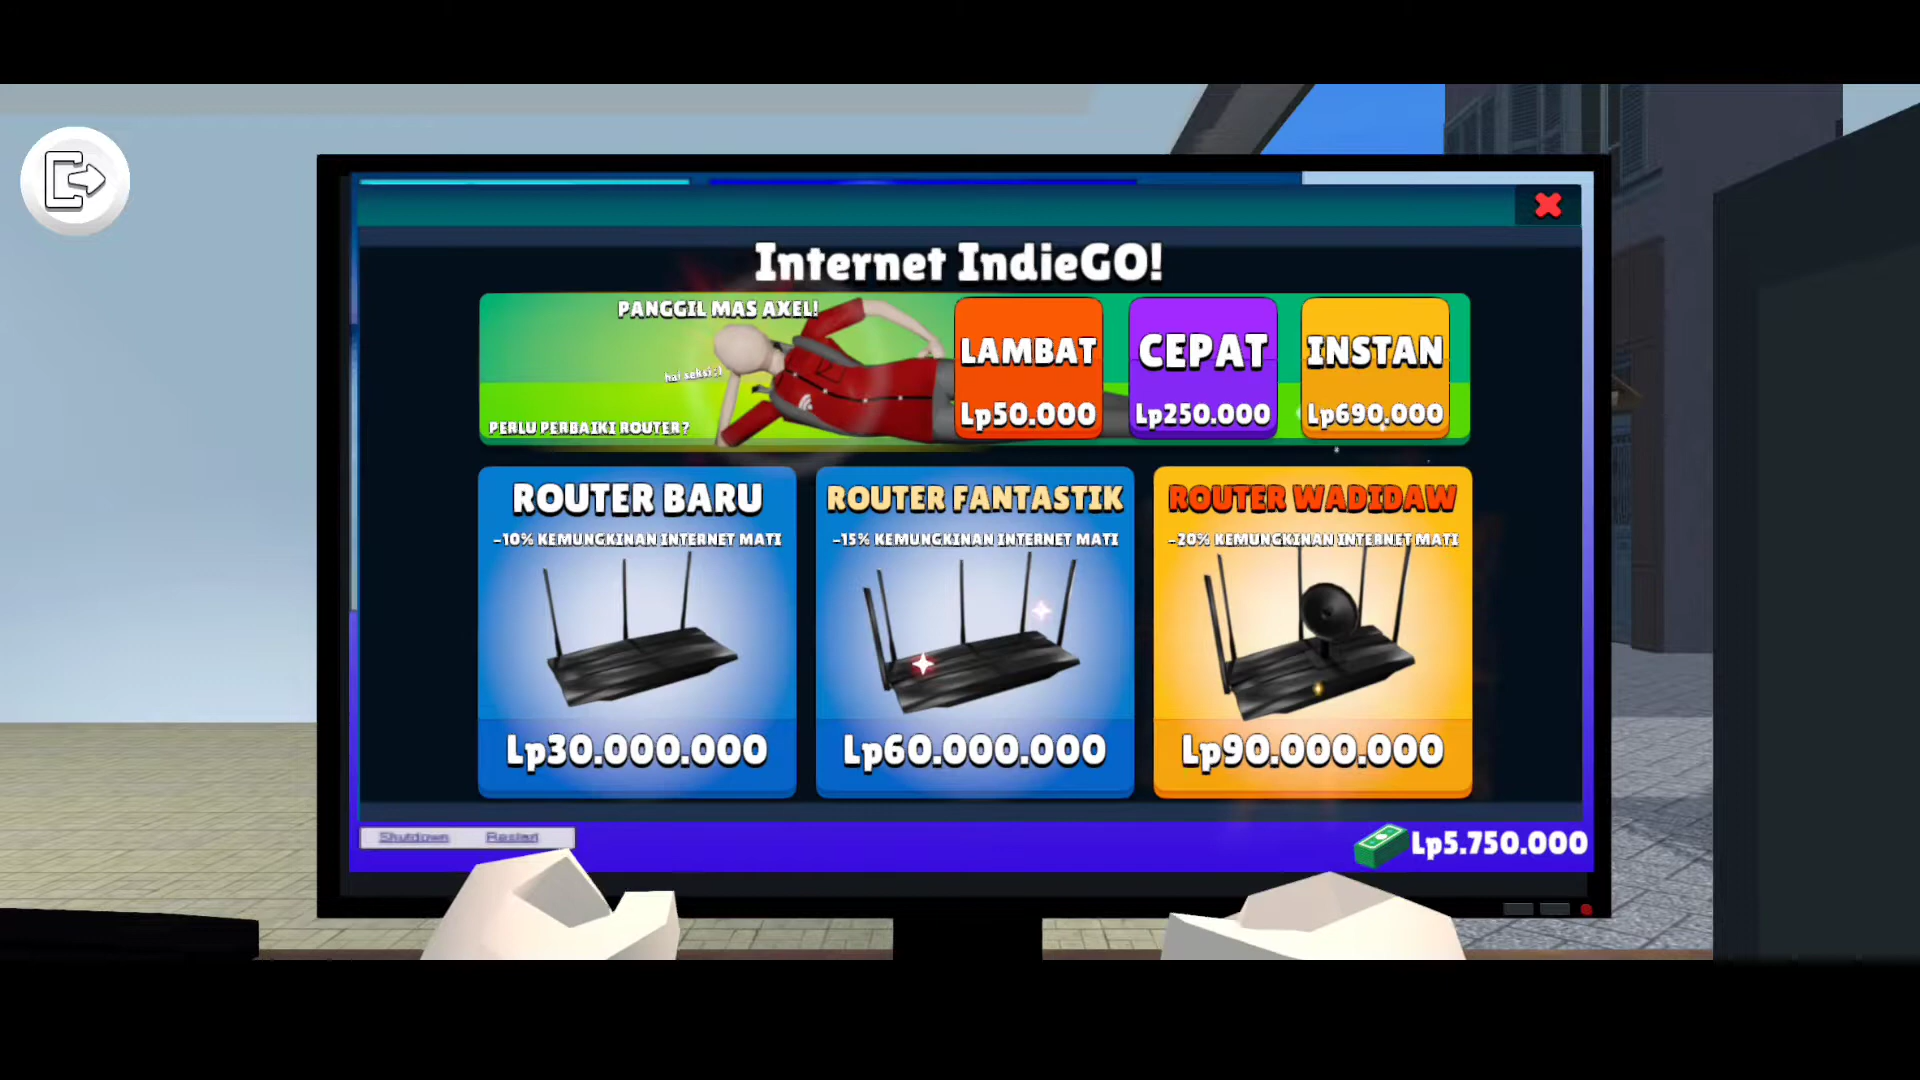 Internet IndieGO!
PANGGIL MAS AXEL!
hai seksi :)
PERLU PERBAIKI ROUTER?
LAMBAT
Lp50.000
CEPAT
Lp250.000
INSTAN
Lp690.000
ROUTER BARU
-10% KEMUNGKINAN INTERNET MATI
Lp30.000.000
ROUTER FANTASTIK
-15% KEMUNGKINAN INTERNET MATI
Lp60.000.000
ROUTER WADIDAW
-20% KEMUNGKINAN INTERNET MATI
Lp90.000.000
Shutdown Restart
Lp5.750.000